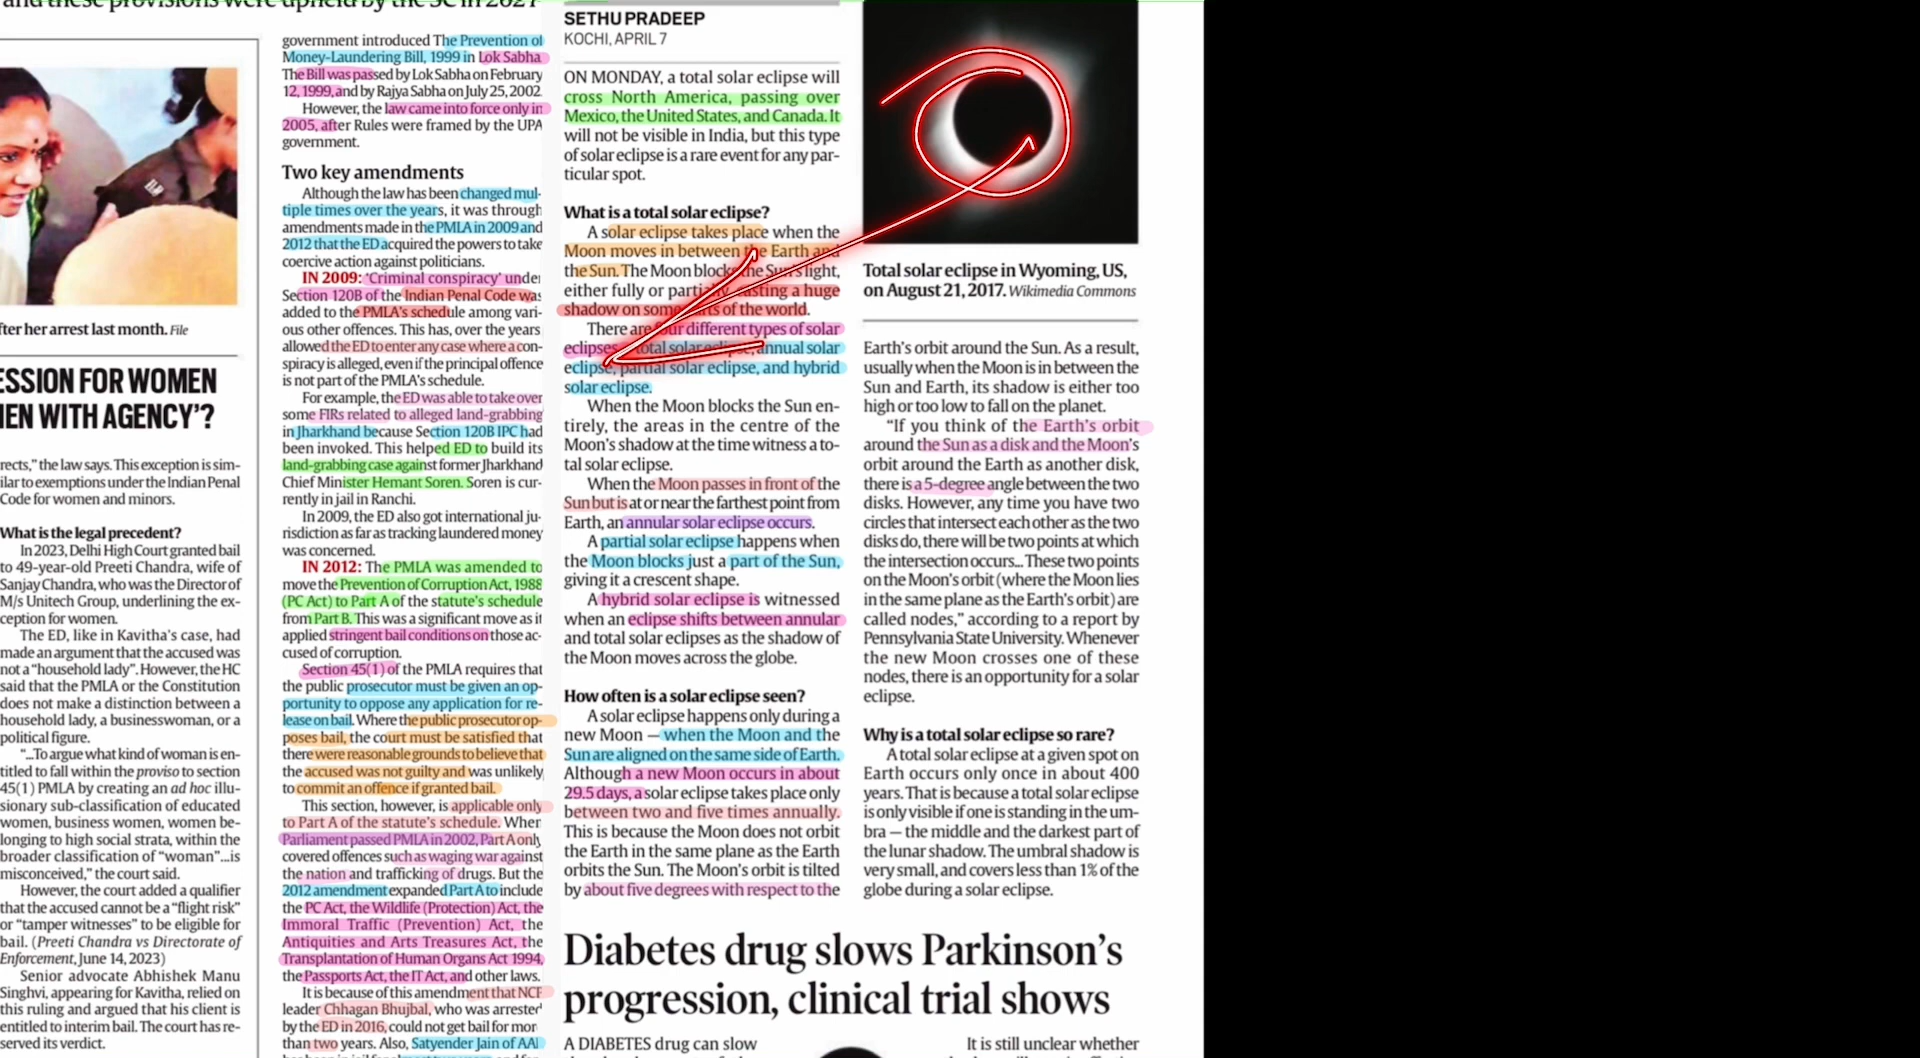 and these provisions were upheld by the SC in 202
fter her arrest last month. File
ESSION FOR WOMEN
EN WITH AGENCY’?
rects,” the law says. This exception is sim-
ilar to exemptions under the Indian Penal
Code for women and minors.
What is the legal precedent?
In 2023, Delhi High Court granted bail
to 49-year-old Preeti Chandra, wife of
Sanjay Chandra, who was the Director of
M/s Unitech Group, underlining the ex-
ception for women.
The ED, like in Kavitha's case, had
made an argument that the accused was
not a “household lady”. However, the HC
said that the PMLA or the Constitution
does not make a distinction between a
household lady, a businesswoman, or a
political figure.
“...To argue what kind of woman is en-
titled to fall within the proviso to section
45(1) PMLA by creating an ad hoc illu-
sionary sub-classification of educated
women, business women, women be-
longing to high social strata, within the
broader classification of “woman”...is
misconceived,” the court said.
However, the court added a qualifier
that the accused cannot be a “flight risk”
or “tamper witnesses” to be eligible for
bail. (Preeti Chandra vs Directorate of
Enforcement, June 14, 2023)
Senior advocate Abhishek Manu
Singhvi, appearing for Kavitha, relied on
this ruling and argued that his client is
entitled to interim bail. The court has re-
served its verdict.
government introduced The Prevention of
Money-Laundering Bill, 1999 in Lok Sabha.
The Bill was passed by Lok Sabha on February
12, 1999, and by Rajya Sabha on July 25, 2002.
However, the law came into force only in
2005, after Rules were framed by the UPA
government.
Two key amendments
Although the law has been changed mul-
tiple times over the years, it was through
amendments made in the PMLA in 2009 and
2012 that the ED acquired the powers to take
coercive action against politicians.
IN 2009: ‘Criminal conspiracy’ under
Section 120B of the Indian Penal Code was
added to the PMLA's schedule among vari-
ous other offences. This has, over the years
allowed the ED to enter any case where a con-
spiracy is alleged, even if the principal offence
is not part of the PMLA's schedule.
For example, the ED was able to take over
some FIRs related to alleged land-grabbing
in Jharkhand because Section 120B IPC had
been invoked. This helped ED to build its
land-grabbing case against former Jharkhand
Chief Minister Hemant Soren. Soren is cur-
rently in jail in Ranchi.
In 2009, the ED also got international ju-
risdiction as far as tracking laundered money
was concerned.
IN 2012: The PMLA was amended to
move the Prevention of Corruption Act, 1988
(PC Act) to Part A of the statute's schedule
from Part B. This was a significant move as it
applied stringent bail conditions on those ac-
cused of corruption.
Section 45(1) of the PMLA requires that
the public prosecutor must be given an op-
portunity to oppose any application for re-
lease on bail. Where the public prosecutor op-
poses bail, the court must be satisfied that
there were reasonable grounds to believe that
the accused was not guilty and was unlikely
to commit an offence if granted bail.
This section, however, is applicable only
to Part A of the statute's schedule. When
Parliament passed PMLA in 2002, Part A only
covered offences such as waging war against
the nation and trafficking of drugs. But the
2012 amendment expanded Part A to include
the PC Act, the Wildlife (Protection) Act, the
Immoral Traffic (Prevention) Act, the
Antiquities and Arts Treasures Act, the
Transplantation of Human Organs Act 1994,
the Passports Act, the IT Act, and other laws.
It is because of this amendment that NCP
leader Chhagan Bhujbal, who was arrested
by the ED in 2016, could not get bail for more
than two years. Also, Satyender Jain of AAP
SETHU PRADEEP
KOCHI, APRIL 7
ON MONDAY, a total solar eclipse will
cross North America, passing over
Mexico, the United States, and Canada. It
will not be visible in India, but this type
of solar eclipse is a rare event for any par-
ticular spot.
What is a total solar eclipse?
A solar eclipse takes place when the
Moon moves in between the Earth and
the Sun. The Moon blocks the Sun's light,
either fully or partially, casting a huge
shadow on some parts of the world.
There are four different types of solar
eclipses total solar eclipse, annual solar
eclipse, partial solar eclipse, and hybrid
solar eclipse.
When the Moon blocks the Sun en-
tirely, the areas in the centre of the
Moon's shadow at the time witness a to-
tal solar eclipse.
When the Moon passes in front of the
Sun but is at or near the farthest point from
Earth, an annular solar eclipse occurs.
A partial solar eclipse happens when
the Moon blocks just a part of the Sun,
giving it a crescent shape.
A hybrid solar eclipse is witnessed
when an eclipse shifts between annular
and total solar eclipses as the shadow of
the Moon moves across the globe.
How often is a solar eclipse seen?
A solar eclipse happens only during a
new Moon — when the Moon and the
Sun are aligned on the same side of Earth.
Although a new Moon occurs in about
29.5 days, a solar eclipse takes place only
between two and five times annually.
This is because the Moon does not orbit
the Earth in the same plane as the Earth
orbits the Sun. The Moon's orbit is tilted
by about five degrees with respect to the
Total solar eclipse in Wyoming, US,
on August 21, 2017. Wikimedia Commons
Earth's orbit around the Sun. As a result,
usually when the Moon is in between the
Sun and Earth, its shadow is either too
high or too low to fall on the planet.
“If you think of the Earth's orbit
around the Sun as a disk and the Moon's
orbit around the Earth as another disk,
there is a 5-degree angle between the two
disks. However, any time you have two
circles that intersect each other as the two
disks do, there will be two points at which
the intersection occurs... These two points
on the Moon's orbit (where the Moon lies
in the same plane as the Earth's orbit) are
called nodes,” according to a report by
Pennsylvania State University. Whenever
the new Moon crosses one of these
nodes, there is an opportunity for a solar
eclipse.
Why is a total solar eclipse so rare?
A total solar eclipse at a given spot on
Earth occurs only once in about 400
years. That is because a total solar eclipse
is only visible if one is standing in the um-
bra — the middle and the darkest part of
the lunar shadow. The umbral shadow is
very small, and covers less than 1% of the
globe during a solar eclipse.
Diabetes drug slows Parkinson’s
progression, clinical trial shows
A DIABETES drug can slow
It is still unclear whether